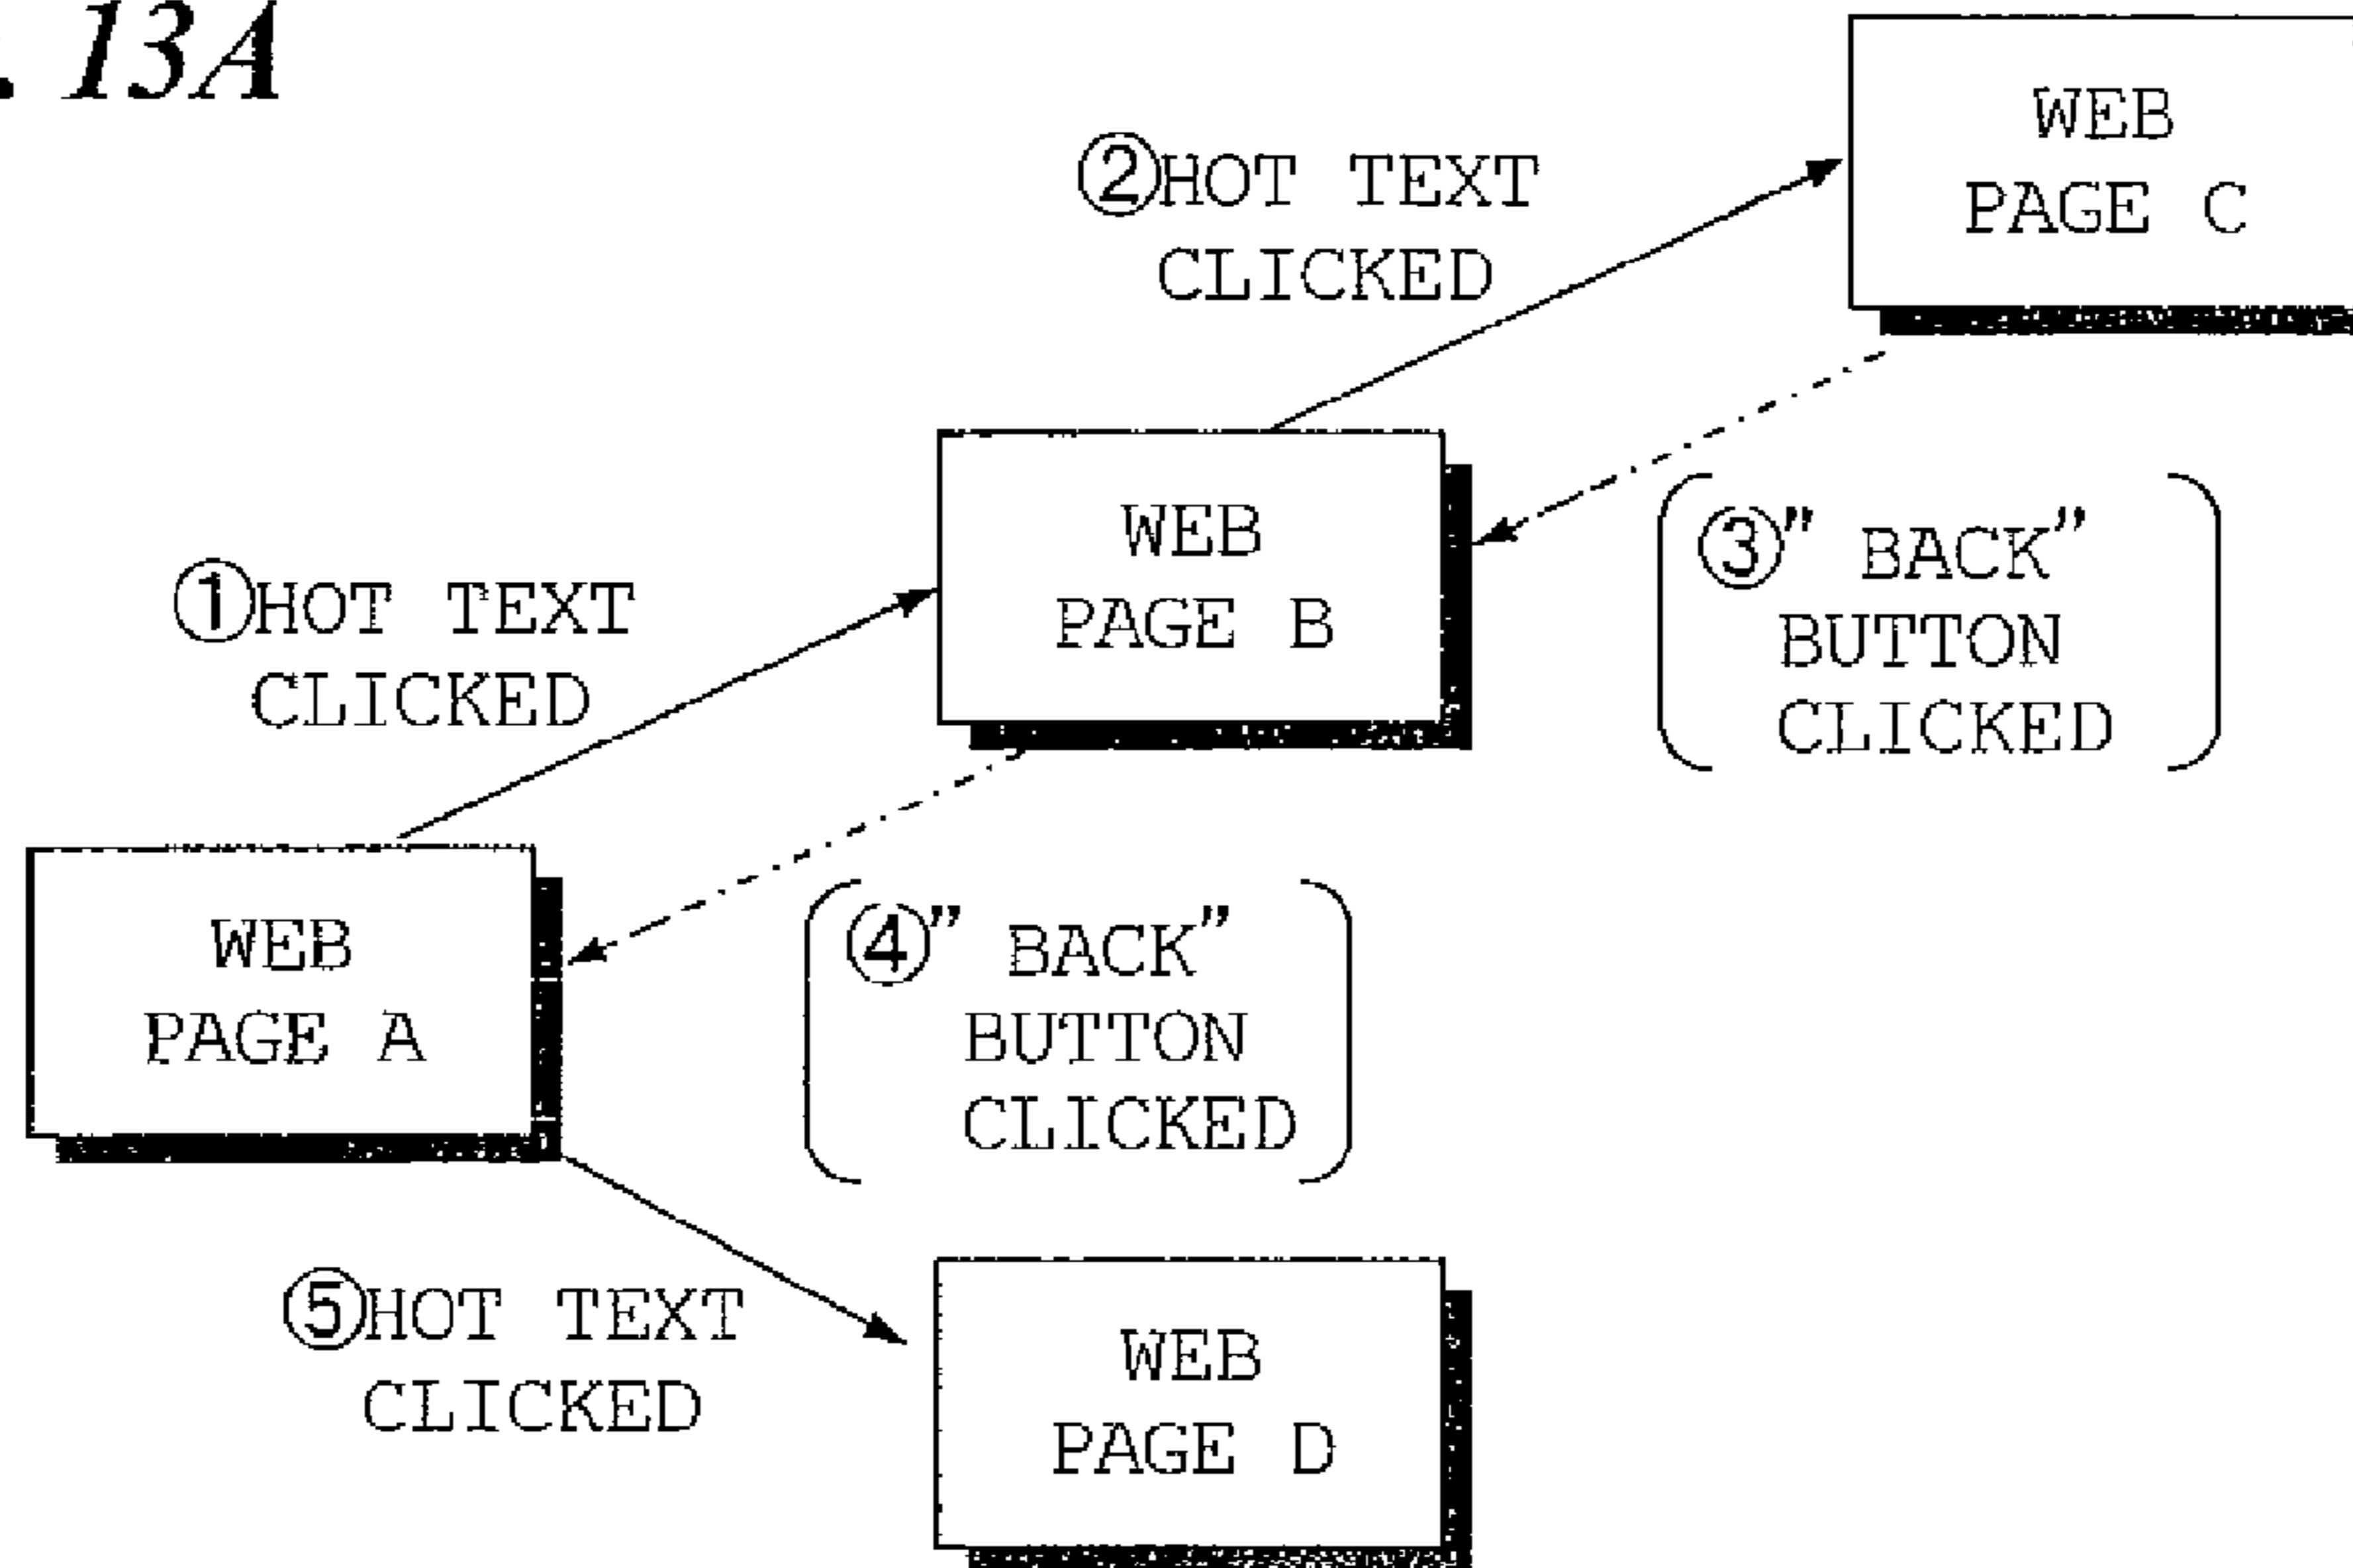 . 13A
WEB
PAGE C
②HOT TEXT
CLICKED
③" BACK"
BUTTON
CLICKED
WEB
PAGE B
①HOT TEXT
CLICKED
④" BACK"
BUTTON
CLICKED
WEB
PAGE A
⑤HOT TEXT
CLICKED
WEB
PAGE D